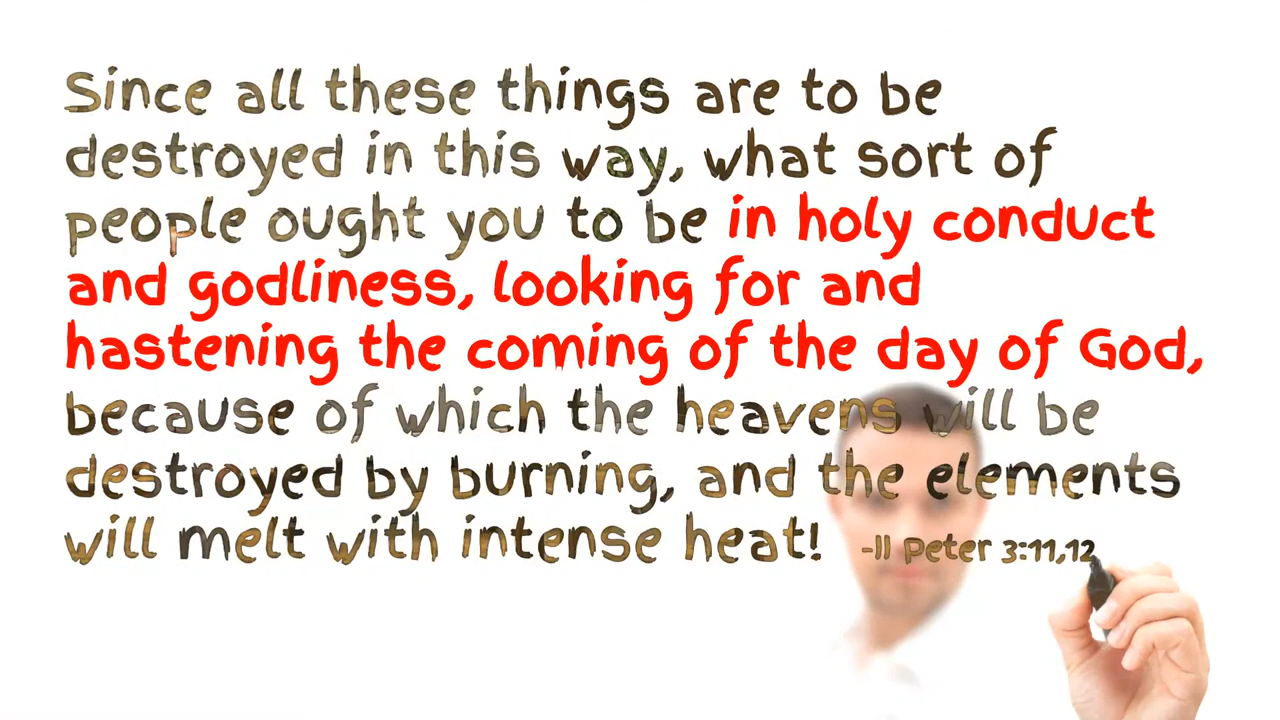 Since all these things are to be
destroyed in this way, what sort of
people ought you to be in holy conduct
and godliness, looking for and
hastening the coming of the day of God,
because of which the heavens will be
destroyed by burning, and the elements
will melt with intense heat! -II Peter 3:11,12